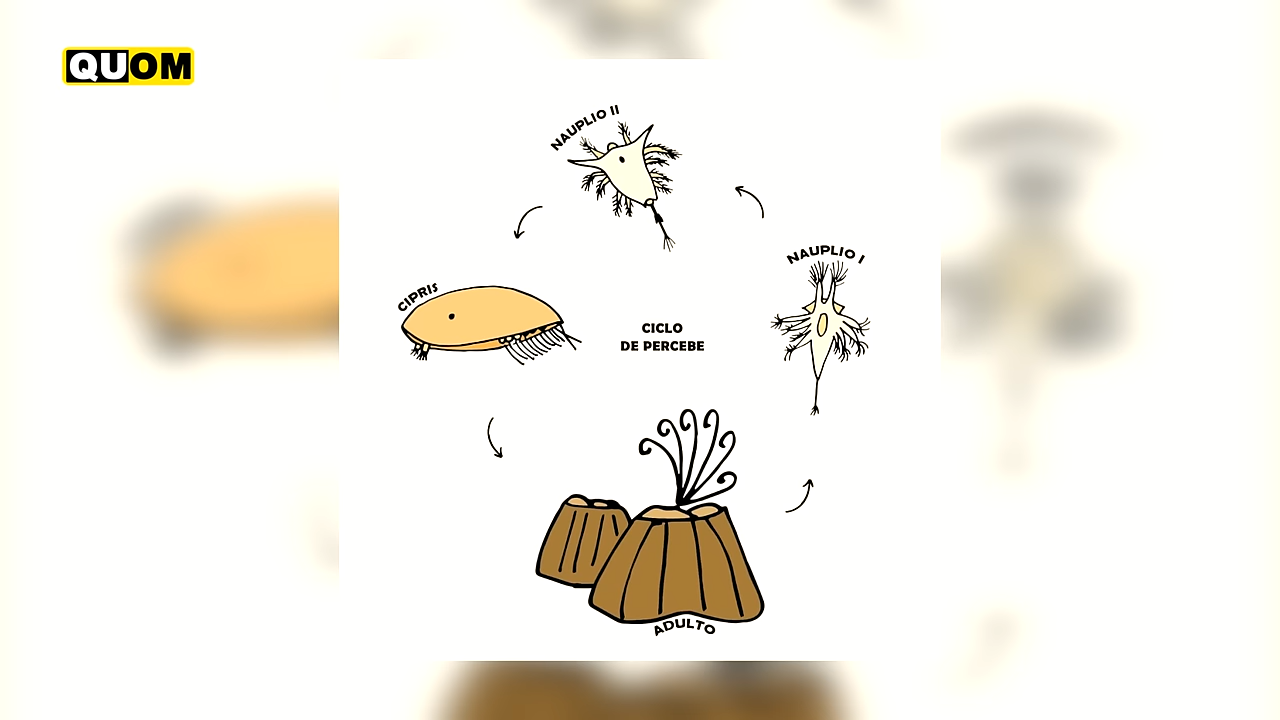 QUOM
NAUPLIO II
NAUPLIO I
CIPRIS
CICLO
DE PERCEBE
ADULTO